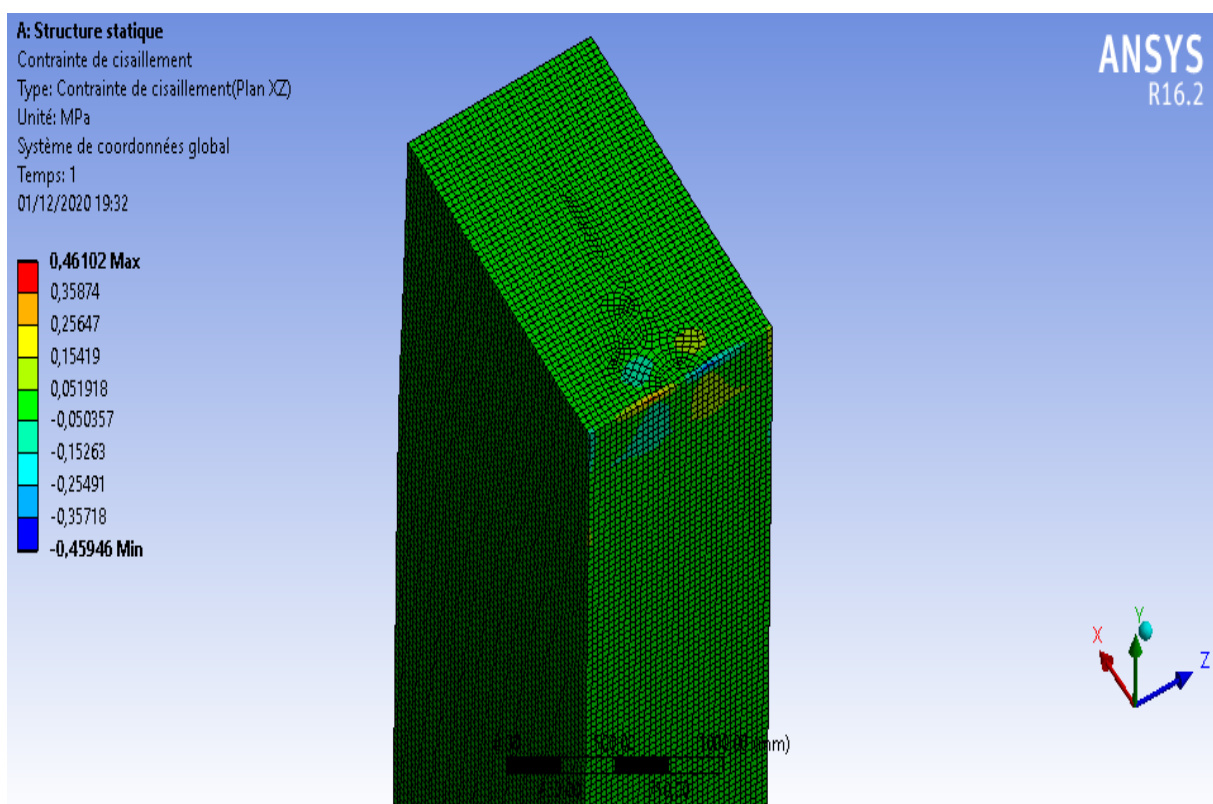 A: Structure statique
Contrainte de cisaillement
Type: Contrainte de cisaillement(Plan XZ)
Unité: MPa
Système de coordonnées global
Temps: 1
01/12/2020 19:32
0,46102 Max
0,35874
0,25647
0,15419
0,051918
-0,050357
-0,15263
-0,25491
-0,35718
-0,45946 Min
ANSYS
R16.2
X
Y
Z
(mm)